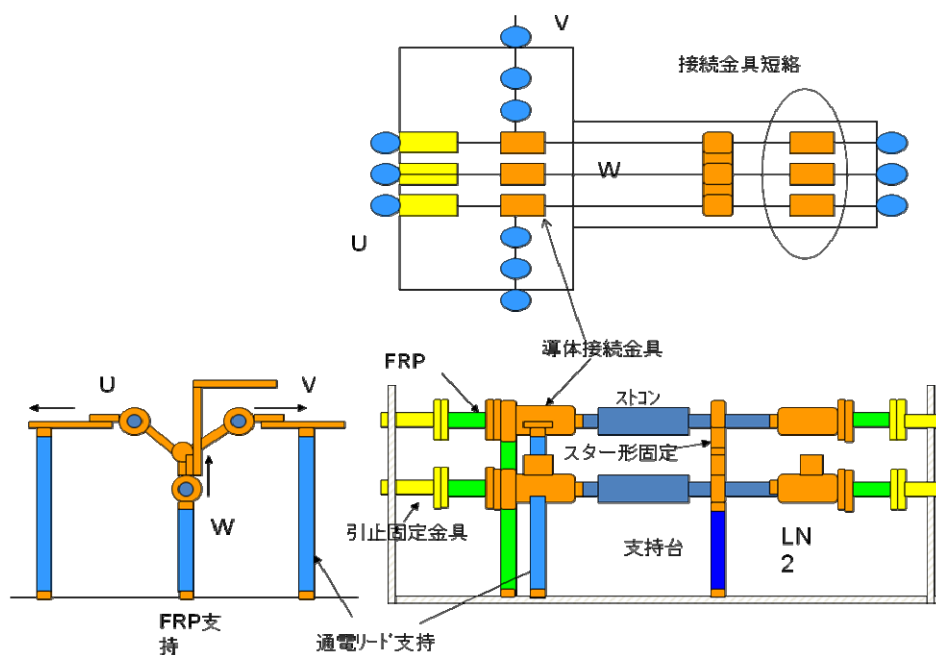 V
接続金具短絡
W
U
導体接続金具
FRP
U
V
ストコン
スター形固定
W
引止固定金具
支持台
LN
2
FRP支
持
通電リード支持